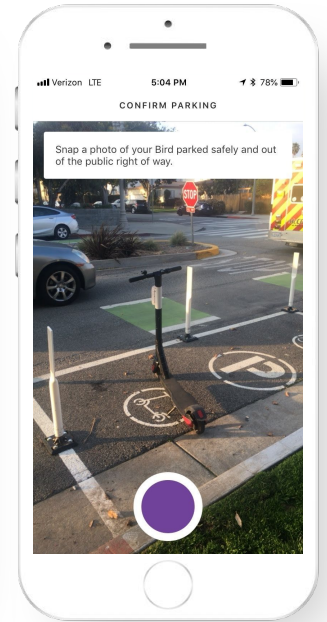 Verizon LTE 5:04 PM 78%
CONFIRM PARKING
Snap a photo of your Bird parked safely and out
of the public right of way.
STOP
P